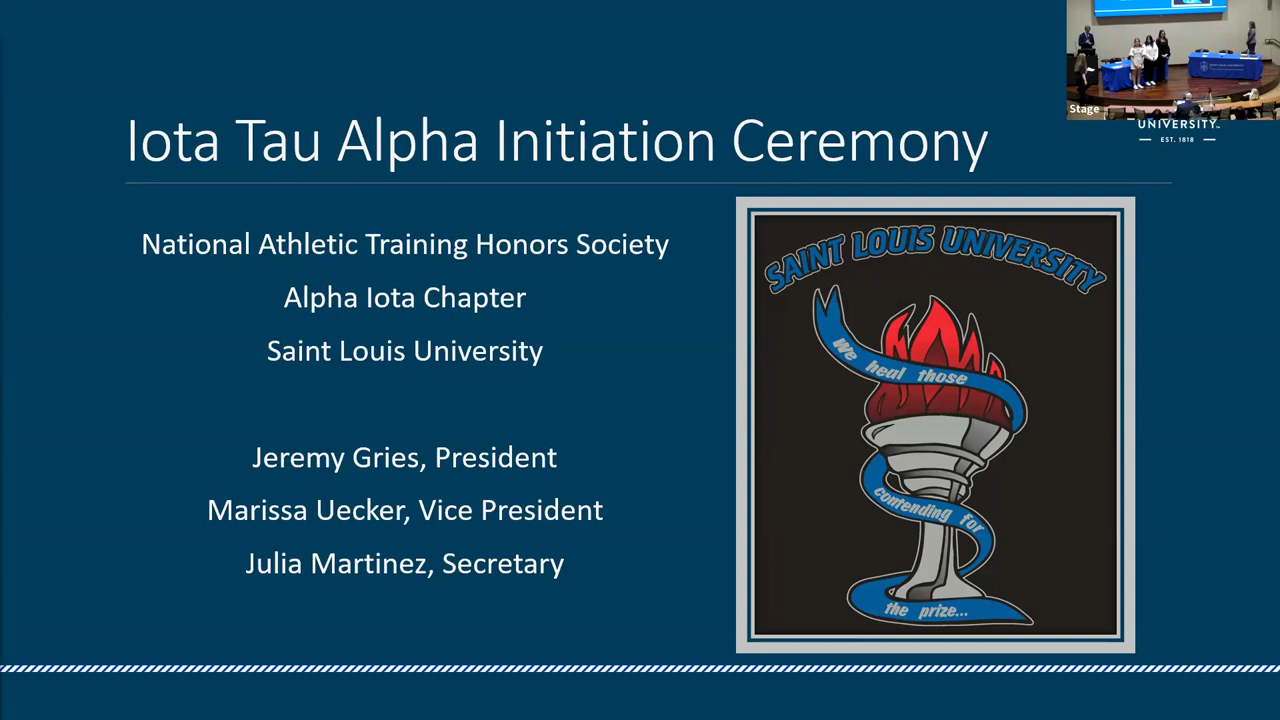 Stage
UNIVERSITY
EST. 1818
Iota Tau Alpha Initiation Ceremony
National Athletic Training Honors Society
Alpha Iota Chapter
Saint Louis University
Jeremy Gries, President
Marissa Uecker, Vice President
Julia Martinez, Secretary
SAINT LOUIS UNIVERSITY
We heal those
contending for
the prize...